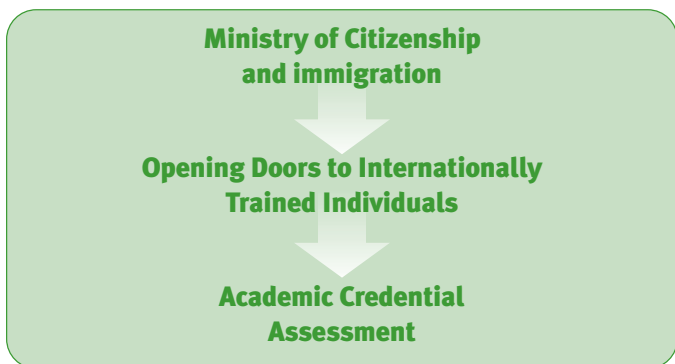 Ministry of Citizenship
and immigration
Opening Doors to Internationally
Trained Individuals
Academic Credential
Assessment